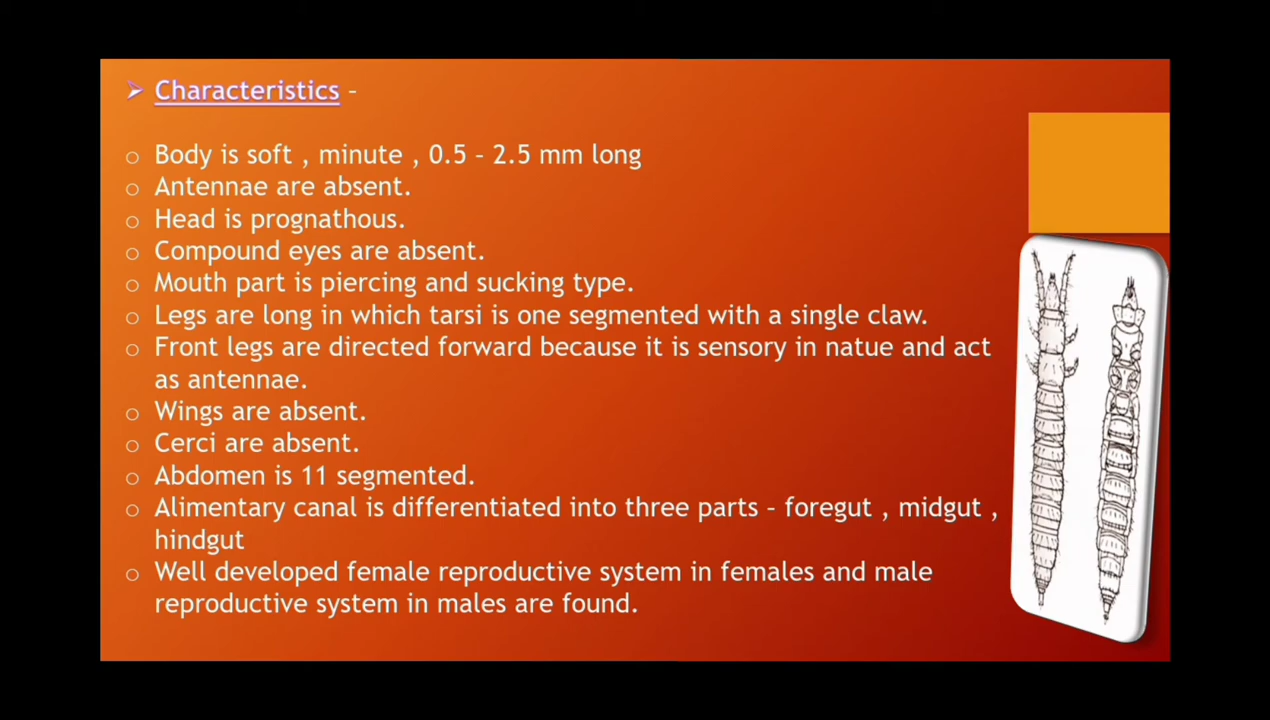 ➢ Characteristics –
o Body is soft , minute , 0.5 – 2.5 mm long
o Antennae are absent.
o Head is prognathous.
o Compound eyes are absent.
o Mouth part is piercing and sucking type.
o Legs are long in which tarsi is one segmented with a single claw.
o Front legs are directed forward because it is sensory in natue and act
as antennae.
o Wings are absent.
o Cerci are absent.
o Abdomen is 11 segmented.
o Alimentary canal is differentiated into three parts – foregut , midgut ,
hindgut
o Well developed female reproductive system in females and male
reproductive system in males are found.